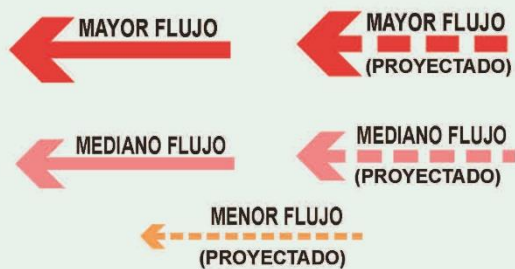 MAYOR FLUJO
MAYOR FLUJO
(PROYECTADO)
MEDIANO FLUJO
MEDIANO FLUJO
(PROYECTADO)
MENOR FLUJO
(PROYECTADO)